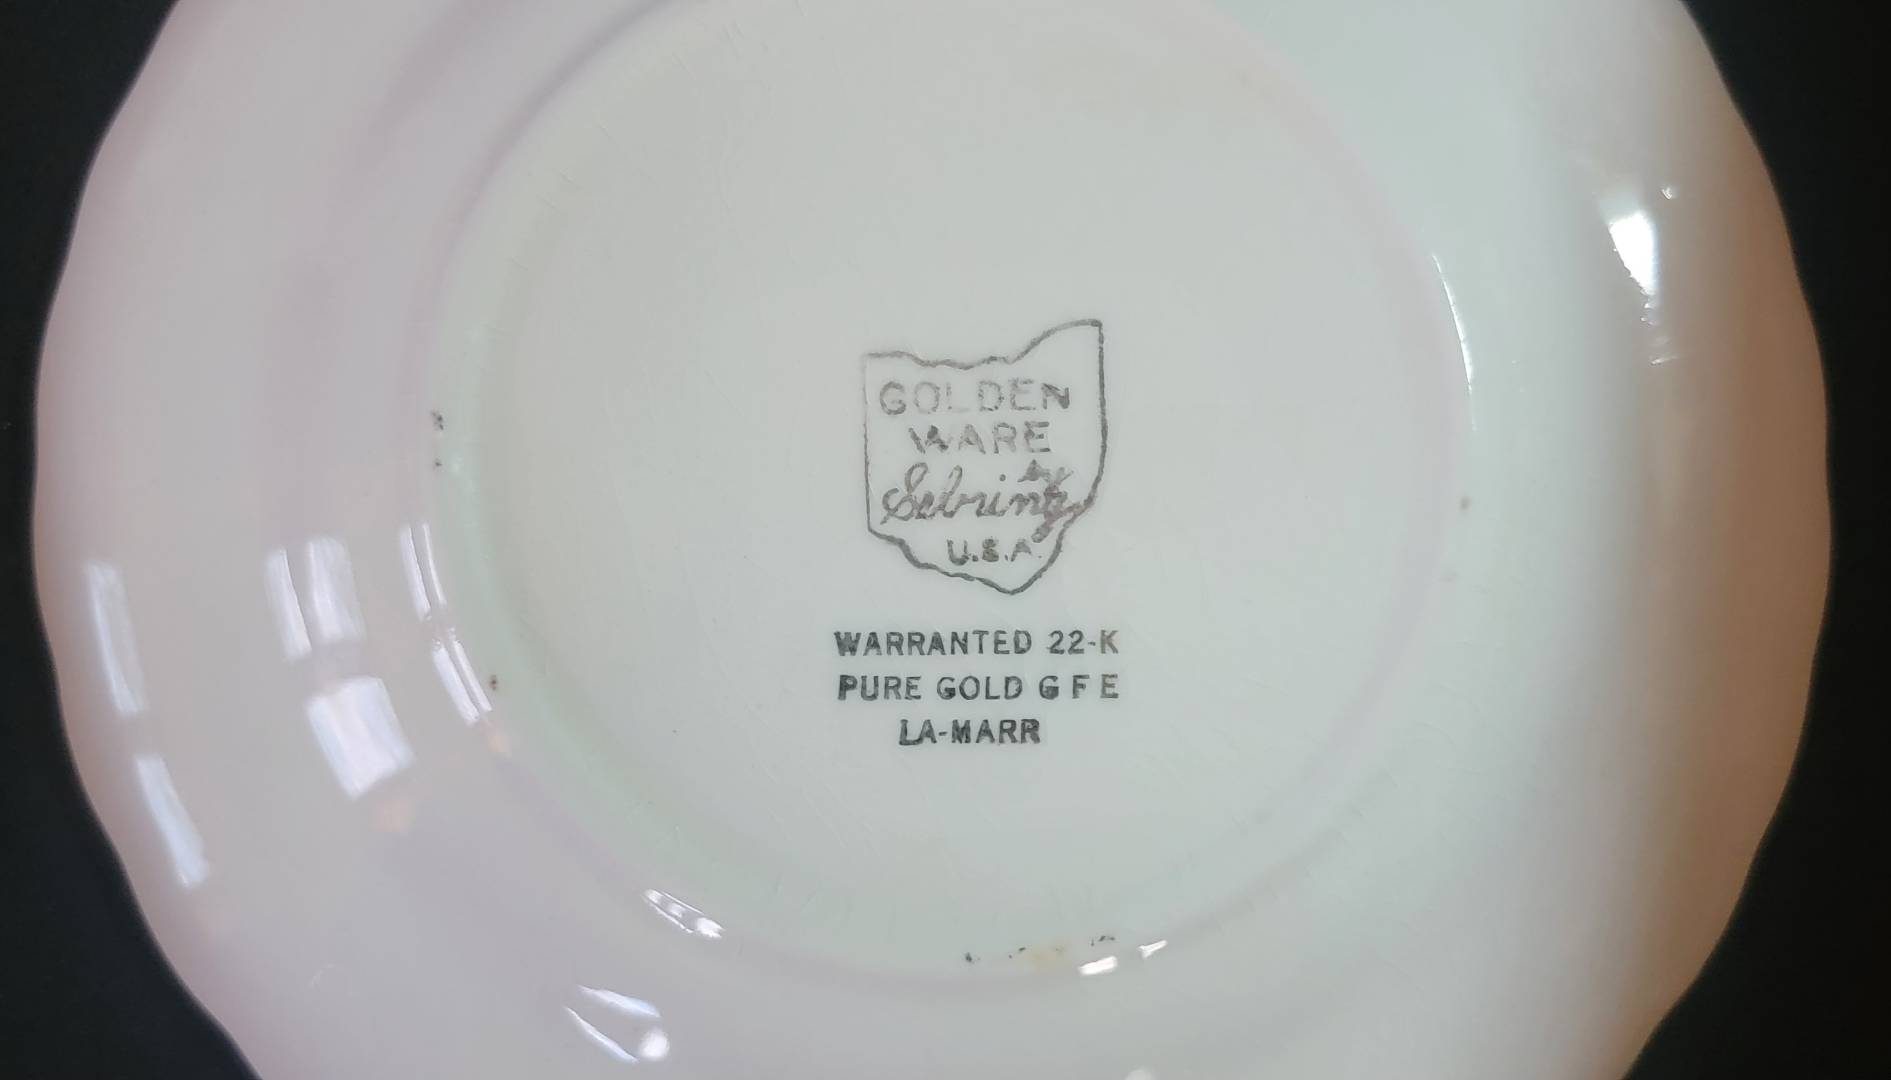 GOLDEN
WARE
by
Sebring
U.S.A.
WARRANTED 22-K
PURE GOLD G F E
LA-MARR